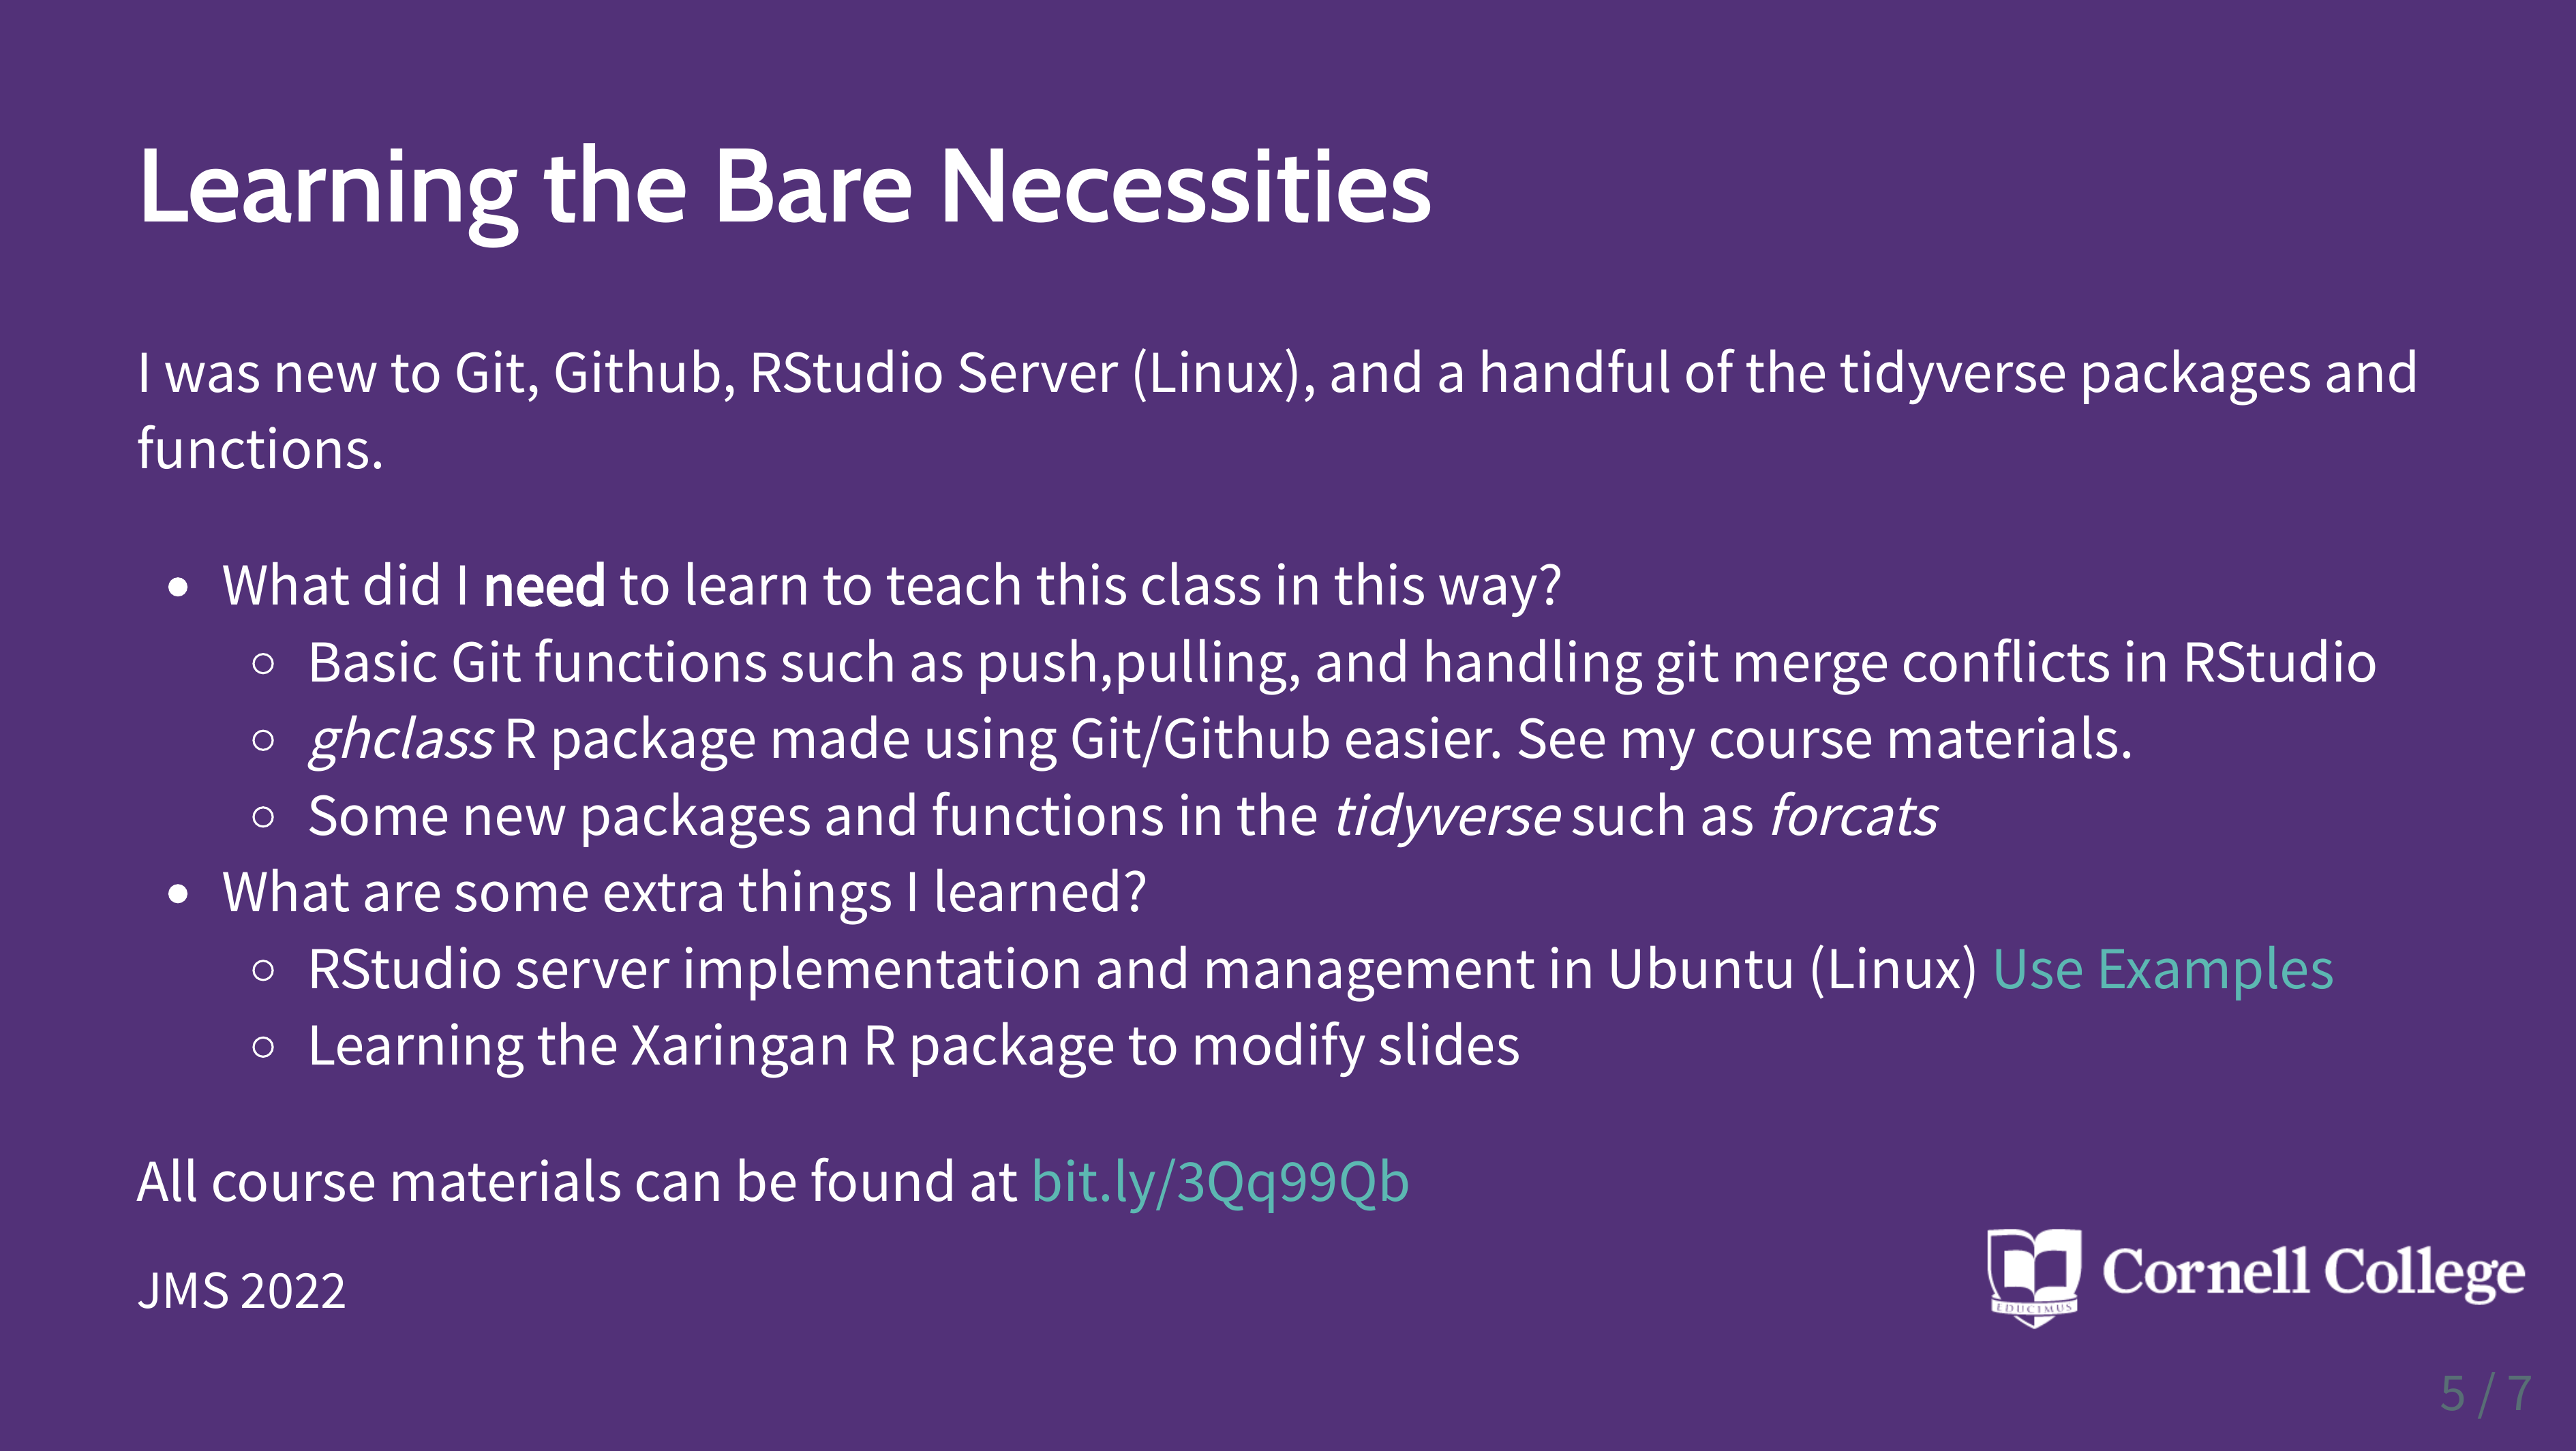 Learning the Bare Necessities
I was new to Git, Github, RStudio Server (Linux), and a handful of the tidyverse packages and
functions.
• What did I need to learn to teach this class in this way?
○ Basic Git functions such as push,pulling, and handling git merge conflicts in RStudio
○ ghclass R package made using Git/Github easier. See my course materials.
○ Some new packages and functions in the tidyverse such as forcats
• What are some extra things I learned?
○ RStudio server implementation and management in Ubuntu (Linux) Use Examples
○ Learning the Xaringan R package to modify slides
All course materials can be found at bit.ly/3Qq99Qb
JMS 2022
EDUCIMUS
Cornell College
5 / 7